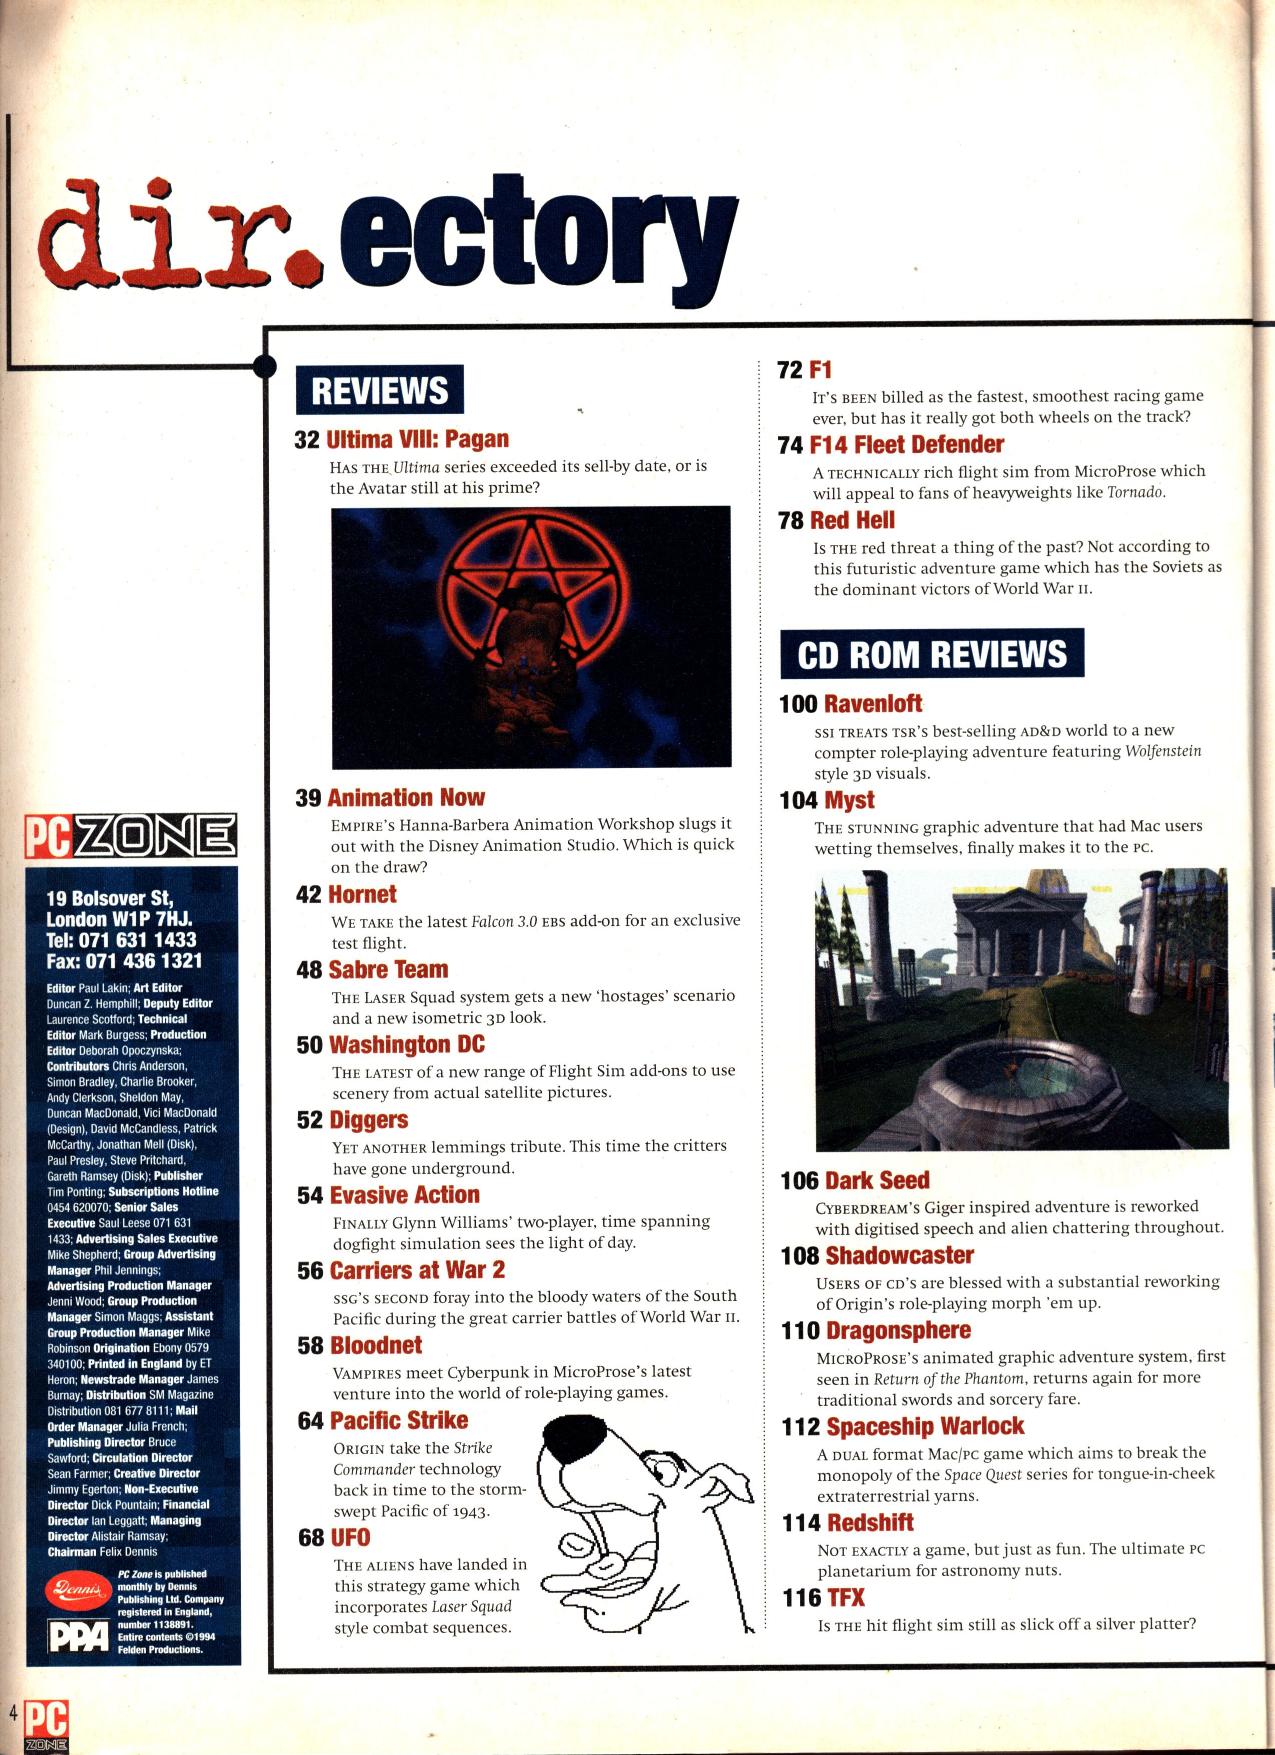 dir.ectory
REVIEWS
32 Ultima VIII: Pagan
HAS THE Ultima series exceeded its sell-by date, or is
the Avatar still at his prime?
39 Animation Now
EMPIRE'S Hanna-Barbera Animation Workshop slugs it
out with the Disney Animation Studio. Which is quick
on the draw?
42 Hornet
WE TAKE the latest Falcon 3.0 EBS add-on for an exclusive
test flight.
48 Sabre Team
THE LASER Squad system gets a new 'hostages' scenario
and a new isometric 3D look.
50 Washington DC
THE LATEST of a new range of Flight Sim add-ons to use
scenery from actual satellite pictures.
52 Diggers
YET ANOTHER lemmings tribute. This time the critters
have gone underground.
54 Evasive Action
FINALLY Glynn Williams' two-player, time spanning
dogfight simulation sees the light of day.
56 Carriers at War 2
SSG'S SECOND foray into the bloody waters of the South
Pacific during the great carrier battles of World War II.
58 Bloodnet
VAMPIRES meet Cyberpunk in MicroProse's latest
venture into the world of role-playing games.
64 Pacific Strike
ORIGIN take the Strike
Commander technology
back in time to the storm-
swept Pacific of 1943.
68 UFO
THE ALIENS have landed in
this strategy game which
incorporates Laser Squad
style combat sequences.
72 F1
IT'S BEEN billed as the fastest, smoothest racing game
ever, but has it really got both wheels on the track?
74 F14 Fleet Defender
A TECHNICALLY rich flight sim from MicroProse which
will appeal to fans of heavyweights like Tornado.
78 Red Hell
IS THE red threat a thing of the past? Not according to
this futuristic adventure game which has the Soviets as
the dominant victors of World War II.
CD ROM REVIEWS
100 Ravenloft
SSI TREATS TSR'S best-selling AD&D world to a new
compter role-playing adventure featuring Wolfenstein
style 3D visuals.
104 Myst
THE STUNNING graphic adventure that had Mac users
wetting themselves, finally makes it to the PC.
106 Dark Seed
CYBERDREAM'S Giger inspired adventure is reworked
with digitised speech and alien chattering throughout.
108 Shadowcaster
USERS OF CD'S are blessed with a substantial reworking
of Origin's role-playing morph 'em up.
110 Dragonsphere
MICROPROSE'S animated graphic adventure system, first
seen in Return of the Phantom, returns again for more
traditional swords and sorcery fare.
112 Spaceship Warlock
A DUAL format Mac/PC game which aims to break the
monopoly of the Space Quest series for tongue-in-cheek
extraterrestrial yarns.
114 Redshift
NOT EXACTLY a game, but just as fun. The ultimate PC
planetarium for astronomy nuts.
116 TFX
IS THE hit flight sim still as slick off a silver platter?
PC ZONE
19 Bolsover St,
London W1P 7HJ.
Tel: 071 631 1433
Fax: 071 436 1321
Editor Paul Lakin; Art Editor
Duncan Z. Hemphill; Deputy Editor
Laurence Scotford; Technical
Editor Mark Burgess; Production
Editor Deborah Opoczynska;
Contributors Chris Anderson,
Simon Bradley, Charlie Brooker,
Andy Clerkson, Sheldon May,
Duncan MacDonald, Vici MacDonald
(Design), David McCandless, Patrick
McCarthy, Jonathan Mell (Disk),
Paul Presley, Steve Pritchard,
Gareth Ramsey (Disk); Publisher
Tim Ponting; Subscriptions Hotline
0454 620070; Senior Sales
Executive Saul Leese 071 631
1433; Advertising Sales Executive
Mike Shepherd; Group Advertising
Manager Phil Jennings;
Advertising Production Manager
Jenni Wood; Group Production
Manager Simon Maggs; Assistant
Group Production Manager Mike
Robinson Origination Ebony 0579
340100; Printed in England by ET
Heron; Newstrade Manager James
Burnay; Distribution SM Magazine
Distribution 081 677 8111; Mail
Order Manager Julia French;
Publishing Director Bruce
Sawford; Circulation Director
Sean Farmer; Creative Director
Jimmy Egerton; Non-Executive
Director Dick Pountain; Financial
Director Ian Leggatt; Managing
Director Alistair Ramsay;
Chairman Felix Dennis
Dennis
PPA
PC Zone is published
monthly by Dennis
Publishing Ltd. Company
registered in England,
number 1138891.
Entire contents ©1994
Felden Productions.
4 PC
ZONE